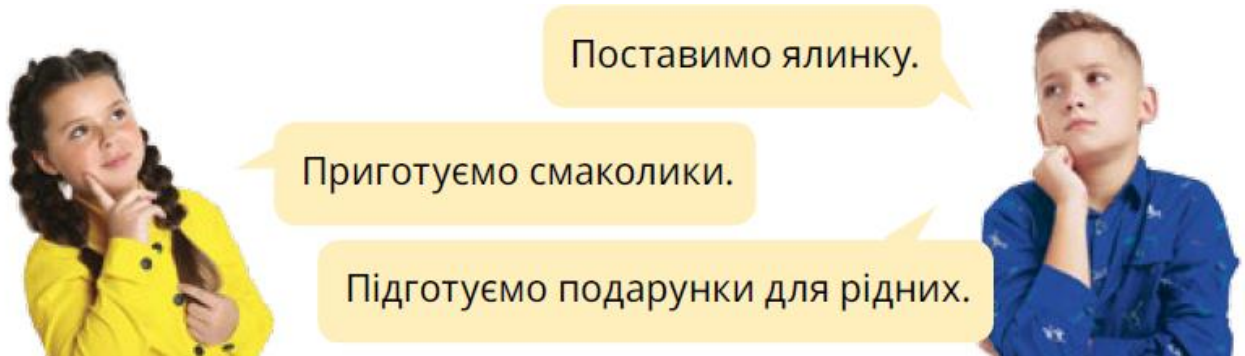 Поставимо ялинку.
Приготуємо смаколики.
Підготуємо подарунки для рідних.